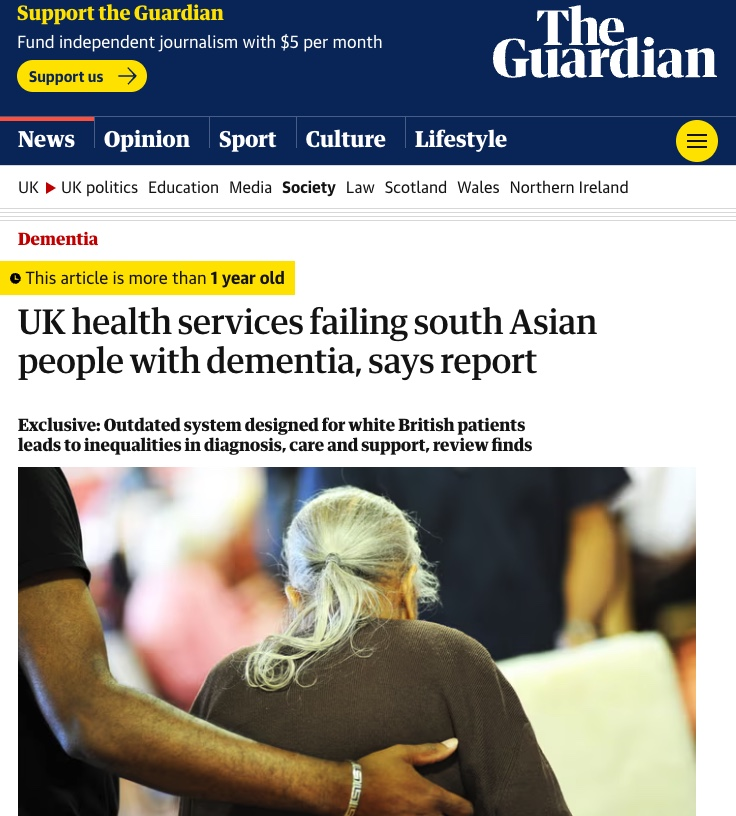 Support the Guardian
Fund independent journalism with $5 per month
Support us
The
Guardian
News
Opinion
Sport
Culture
Lifestyle
UK UK politics Education Media Society Law Scotland Wales Northern Ireland
Dementia
This article is more than 1 year old
UK health services failing south Asian
people with dementia, says report
Exclusive: Outdated system designed for white British patients
leads to inequalities in diagnosis, care and support, review finds